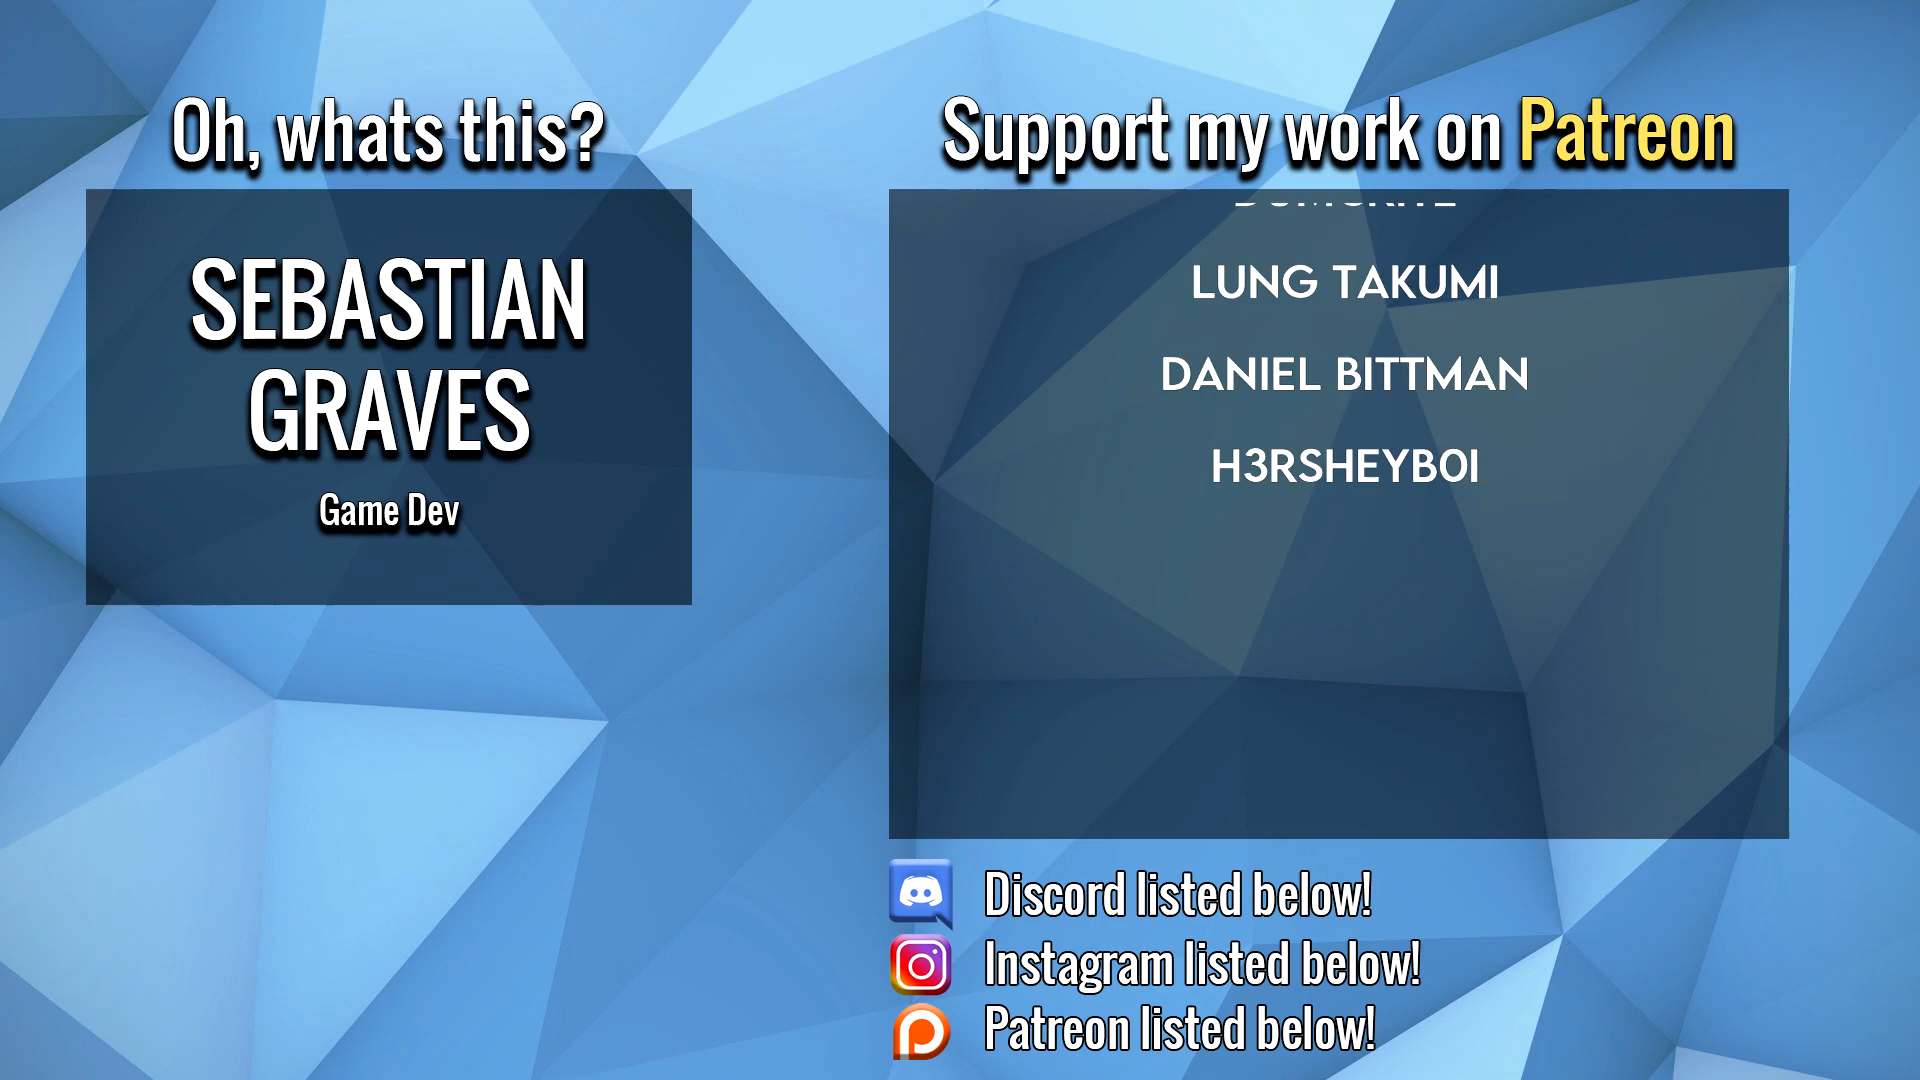 Oh, whats this?
SEBASTIAN
GRAVES
Game Dev
Support my work on Patreon
LUNG TAKUMI
DANIEL BITTMAN
H3RSHEYB0I
Discord listed below!
Instagram listed below!
Patreon listed below!